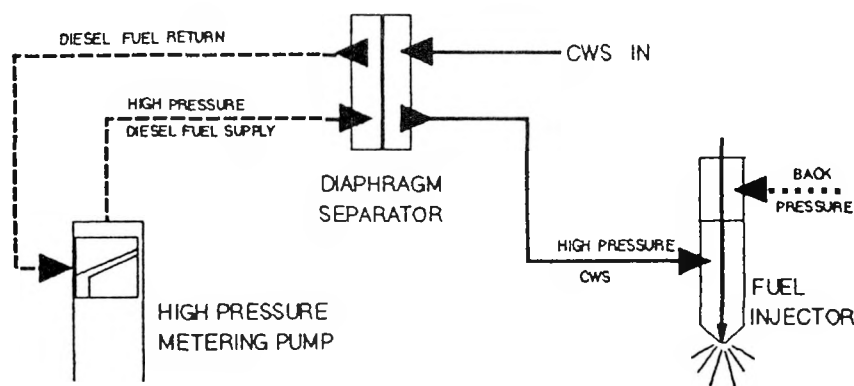 DIESEL FUEL RETURN
CWS IN
HIGH PRESSURE
DIESEL FUEL SUPPLY
DIAPHRAGM
SEPARATOR
BACK
PRESSURE
HIGH PRESSURE
CWS
FUEL
INJECTOR
HIGH PRESSURE
METERING PUMP